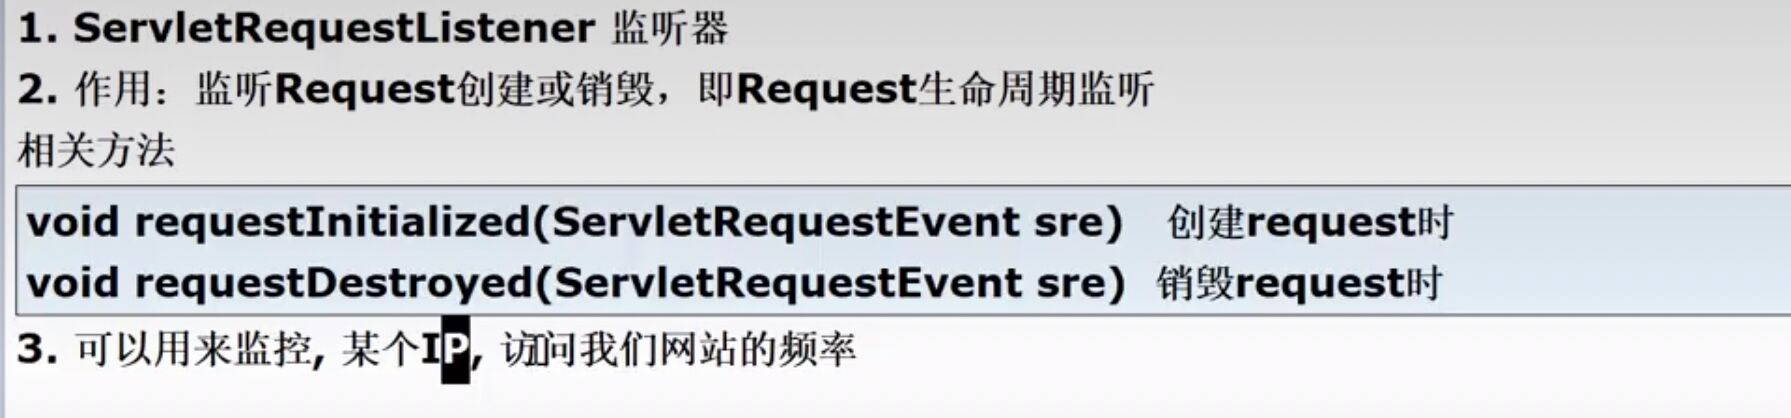 1. ServletRequestListener 监听器
2. 作用：监听Request创建或销毁，即Request生命周期监听
相关方法
void requestInitialized(ServletRequestEvent sre) 创建request时
void requestDestroyed(ServletRequestEvent sre) 销毁request时
3. 可以用来监控, 某个IP, 访问我们网站的频率